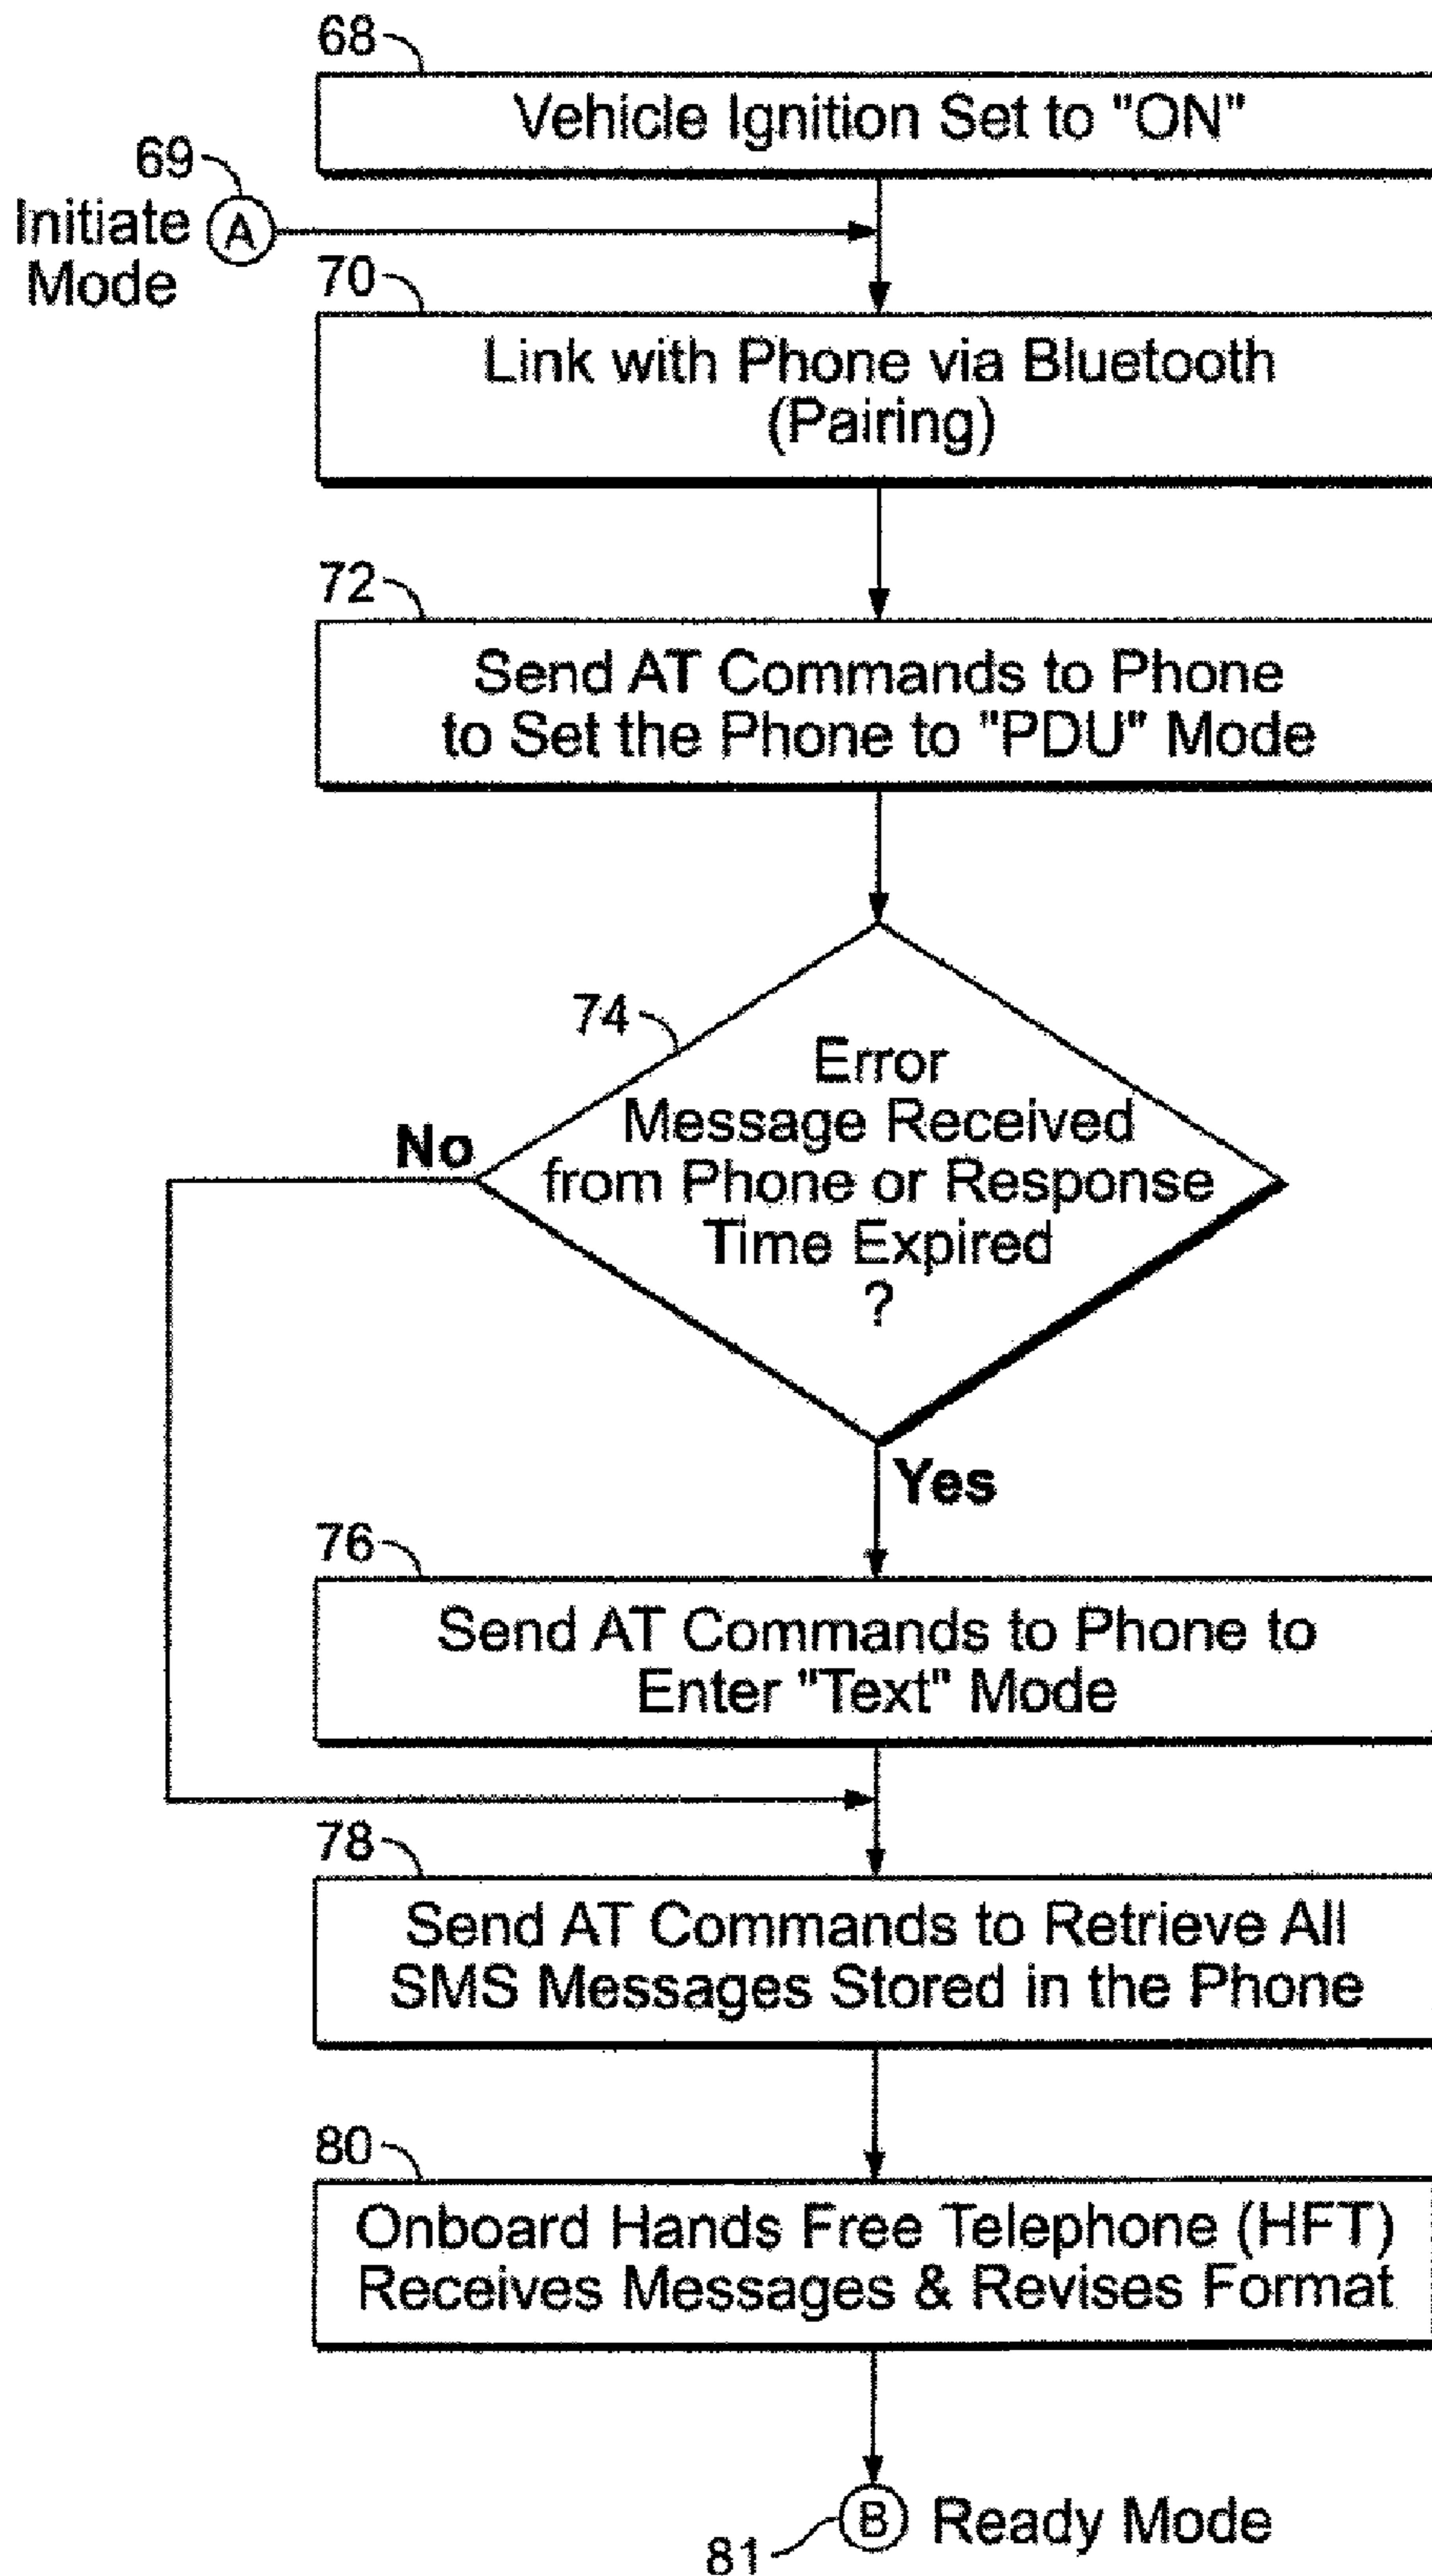 68
Vehicle Ignition Set to "ON"
69
Initiate A
Mode
70
Link with Phone via Bluetooth
(Pairing)
72
Send AT Commands to Phone
to Set the Phone to "PDU" Mode
74
Error
Message Received
from Phone or Response
Time Expired
?
No
Yes
76
Send AT Commands to Phone to
Enter "Text" Mode
78
Send AT Commands to Retrieve All
SMS Messages Stored in the Phone
80
Onboard Hands Free Telephone (HFT)
Receives Messages & Revises Format
B Ready Mode
81